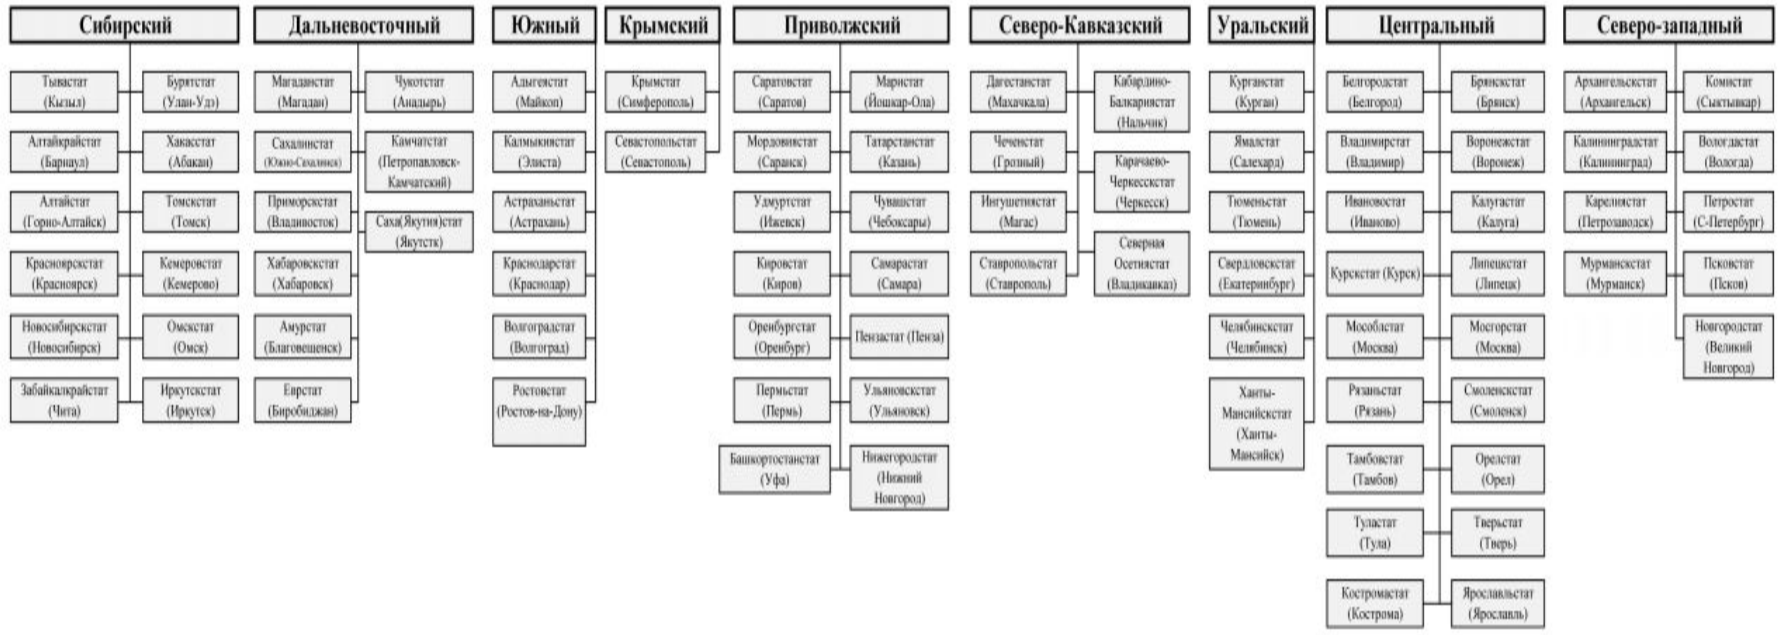 Сибирский
Тывастат
(Кызыл)
Бурятстат
(Улан-Удэ)
Алтайкрайстат
(Барнаул)
Хакасстат
(Абакан)
Алтайстат
(Горно-Алтайск)
Томскстат
(Томск)
Красноярскстат
(Красноярск)
Кемеровстат
(Кемерово)
Новосибирскстат
(Новосибирск)
Омскстат
(Омск)
Забайкалкрайстат
(Чита)
Иркутскстат
(Иркутск)
Дальневосточный
Магаданстат
(Магадан)
Чукотстат
(Анадырь)
Сахалинстат
(Южно-Сахалинск)
Камчатстат
(Петропавловск-
Камчатский)
Приморскстат
(Владивосток)
Саха(Якутия)стат
(Якутстк)
Хабаровскстат
(Хабаровск)
Амурстат
(Благовещенск)
Еврстат
(Биробиджан)
Южный
Адыгеястат
(Майкоп)
Калмыкиястат
(Элиста)
Астраханьстат
(Астрахань)
Краснодарстат
(Краснодар)
Волгоградстат
(Волгоград)
Ростовстат
(Ростов-на-Дону)
Крымский
Крымстат
(Симферополь)
Севастопольстат
(Севастополь)
Приволжский
Саратовстат
(Саратов)
Маристат
(Йошкар-Ола)
Мордовиястат
(Саранск)
Татарстанстат
(Казань)
Удмуртстат
(Ижевск)
Чувашстат
(Чебоксары)
Кировстат
(Киров)
Самарастат
(Самара)
Оренбургстат
(Оренбург)
Пензастат (Пенза)
Пермьстат
(Пермь)
Ульяновскстат
(Ульяновск)
Башкортостанстат
(Уфа)
Нижегородстат
(Нижний
Новгород)
Северо-Кавказский
Дагестанстат
(Махачкала)
Кабардино-
Балкариястат
(Нальчик)
Чеченстат
(Грозный)
Карачаево-
Черкесскстат
(Черкесск)
Ингушетиястат
(Магас)
Северная
Осетиястат
(Владикавказ)
Ставропольстат
(Ставрополь)
Уральский
Курганстат
(Курган)
Ямалстат
(Салехард)
Тюменьстат
(Тюмень)
Свердловскстат
(Екатеринбург)
Челябинскстат
(Челябинск)
Ханты-
Мансийскстат
(Ханты-
Мансийск)
Центральный
Белгородстат
(Белгород)
Брянскстат
(Брянск)
Владимирстат
(Владимир)
Воронежстат
(Воронеж)
Ивановостат
(Иваново)
Калугастат
(Калуга)
Курскстат (Курск)
Липецкстат
(Липецк)
Мособлстат
(Москва)
Мосгорстат
(Москва)
Рязаньстат
(Рязань)
Смоленскстат
(Смоленск)
Тамбовстат
(Тамбов)
Орелстат
(Орел)
Туластат
(Тула)
Тверьстат
(Тверь)
Костромастат
(Кострома)
Ярославльстат
(Ярославль)
Северо-западный
Архангельскстат
(Архангельск)
Комистат
(Сыктывкар)
Калининградстат
(Калининград)
Вологдастат
(Вологда)
Карелиястат
(Петрозаводск)
Петростат
(С-Петербург)
Мурманскстат
(Мурманск)
Псковстат
(Псков)
Новгородстат
(Великий
Новгород)